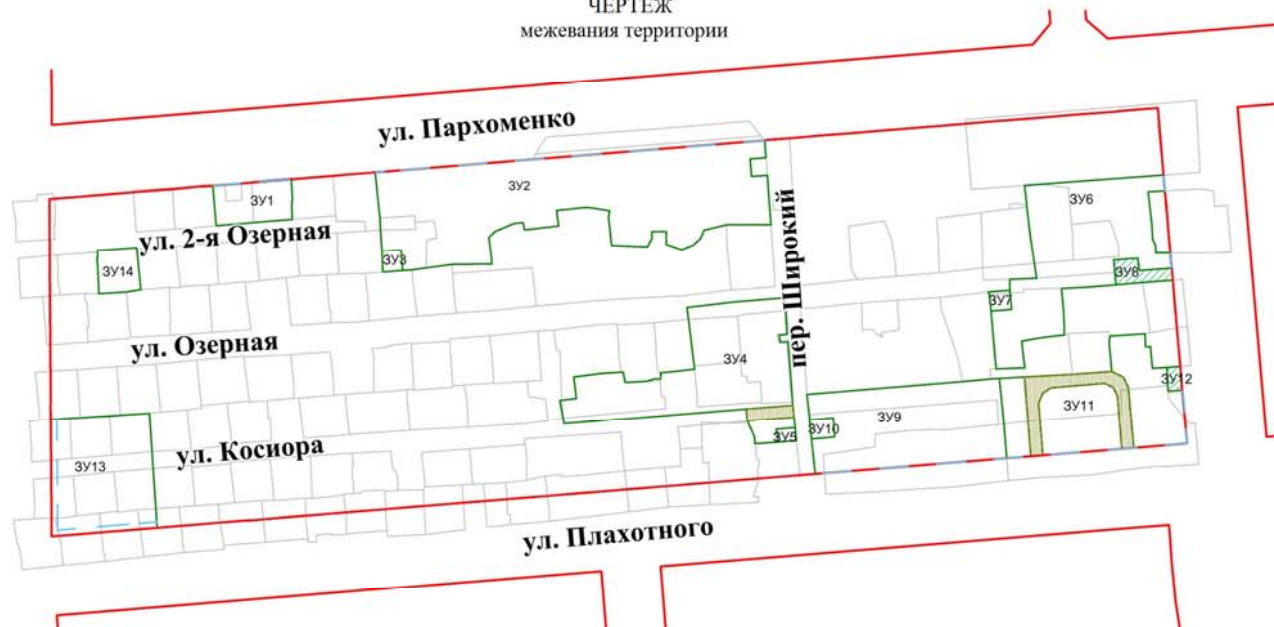 ЧЕРТЕЖ
межевания территории
ул. Пархоменко
ЗУ1
ЗУ2
ЗУ6
ул. 2-я Озерная
ЗУ3
ЗУ14
ЗУ8
пер. Широкий
ЗУ7
ул. Озерная
ЗУ4
ЗУ12
ЗУ11
ЗУ9
ЗУ10
ЗУ5
ул. Косиора
ЗУ13
ул. Плахотного